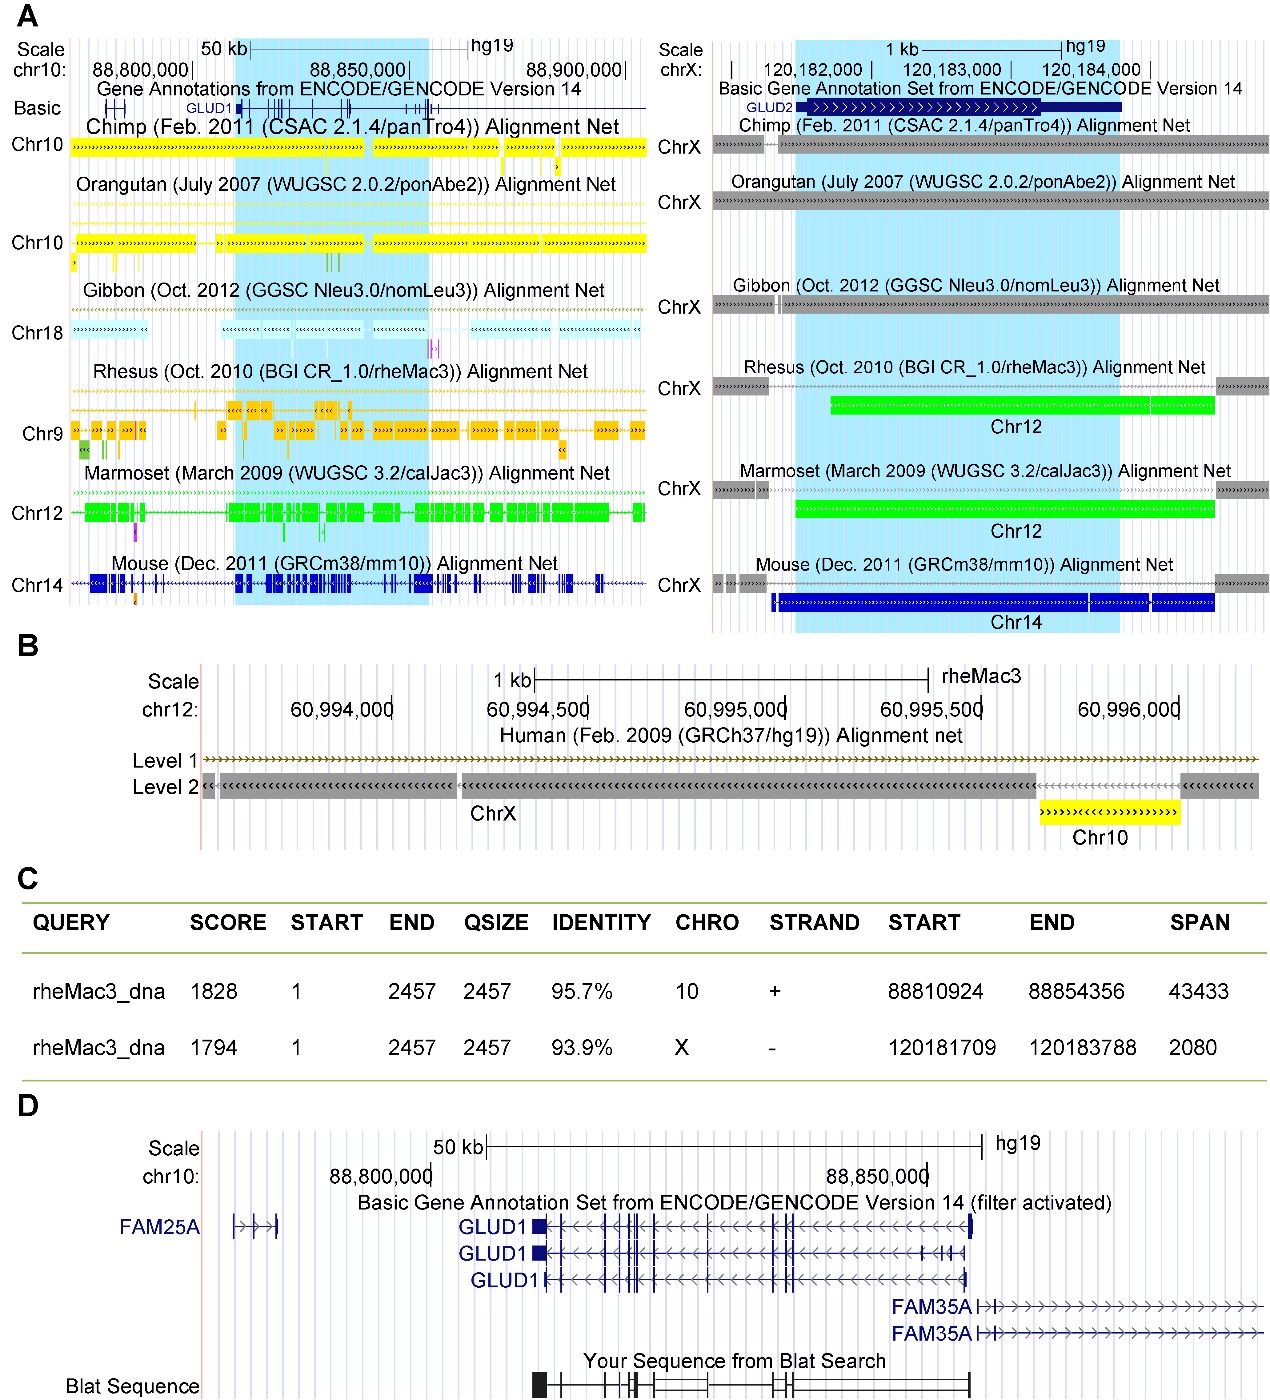 A
Scale 50 kb hg19
chr10: 88,800,000 88,850,000 88,900,000
Gene Annotations from ENCODE/GENCODE Version 14
Basic GLUD1
Chimp (Feb. 2011 (CSAC 2.1.4/panTro4)) Alignment Net
Chr10
Orangutan (July 2007 (WUGSC 2.0.2/ponAbe2)) Alignment Net
Chr10
Gibbon (Oct. 2012 (GGSC Nleu3.0/nomLeu3)) Alignment Net
Chr18
Rhesus (Oct. 2010 (BGI CR_1.0/rheMac3)) Alignment Net
Chr9
Marmoset (March 2009 (WUGSC 3.2/calJac3)) Alignment Net
Chr12
Mouse (Dec. 2011 (GRCm38/mm10)) Alignment Net
Chr14
Scale 1 kb hg19
chrX: 120,182,000 120,183,000 120,184,000
Basic Gene Annotation Set from ENCODE/GENCODE Version 14
GLUD2
Chimp (Feb. 2011 (CSAC 2.1.4/panTro4)) Alignment Net
ChrX
Orangutan (July 2007 (WUGSC 2.0.2/ponAbe2)) Alignment Net
ChrX
Gibbon (Oct. 2012 (GGSC Nleu3.0/nomLeu3)) Alignment Net
ChrX
Rhesus (Oct. 2010 (BGI CR_1.0/rheMac3)) Alignment Net
ChrX
Chr12
Marmoset (March 2009 (WUGSC 3.2/calJac3)) Alignment Net
ChrX
Chr12
Mouse (Dec. 2011 (GRCm38/mm10)) Alignment Net
ChrX
Chr14
B
Scale 1 kb rheMac3
chr12: 60,994,000 60,994,500 60,995,000 60,995,500 60,996,000
Human (Feb. 2009 (GRCh37/hg19)) Alignment net
Level 1
Level 2
ChrX
Chr10
C
QUERY SCORE START END QSIZE IDENTITY CHRO STRAND START END SPAN
rheMac3_dna 1828 1 2457 2457 95.7% 10 + 88810924 88854356 43433
rheMac3_dna 1794 1 2457 2457 93.9% X - 120181709 120183788 2080
D
Scale 50 kb hg19
chr10: 88,800,000 88,850,000
Basic Gene Annotation Set from ENCODE/GENCODE Version 14 (filter activated)
FAM25A GLUD1
GLUD1
GLUD1
FAM35A
FAM35A
Your Sequence from Blat Search
Blat Sequence